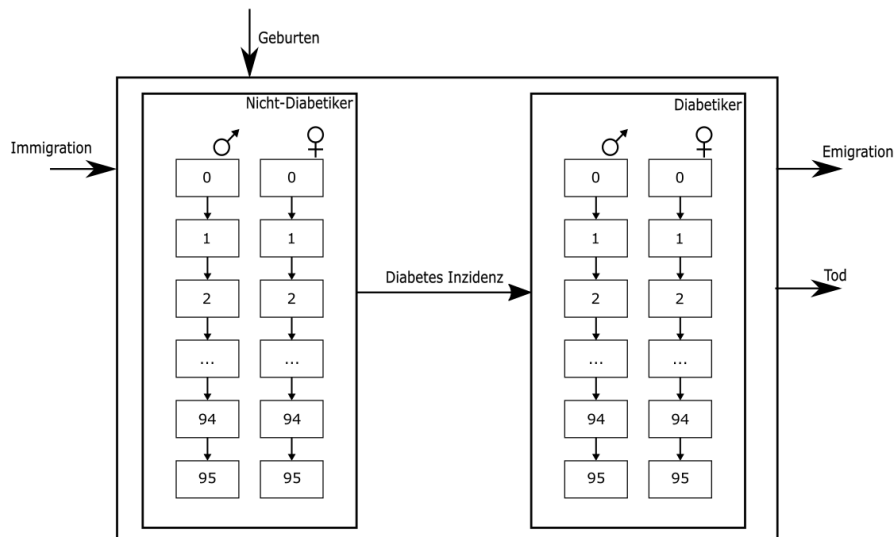 Geburten
Nicht-Diabetiker
Diabetiker
Immigration
Emigration
0 0 0 0
1 1 1 1
Diabetes Inzidenz
Tod
2 2 2 2
... ... ... ...
94 94 94 94
95 95 95 95